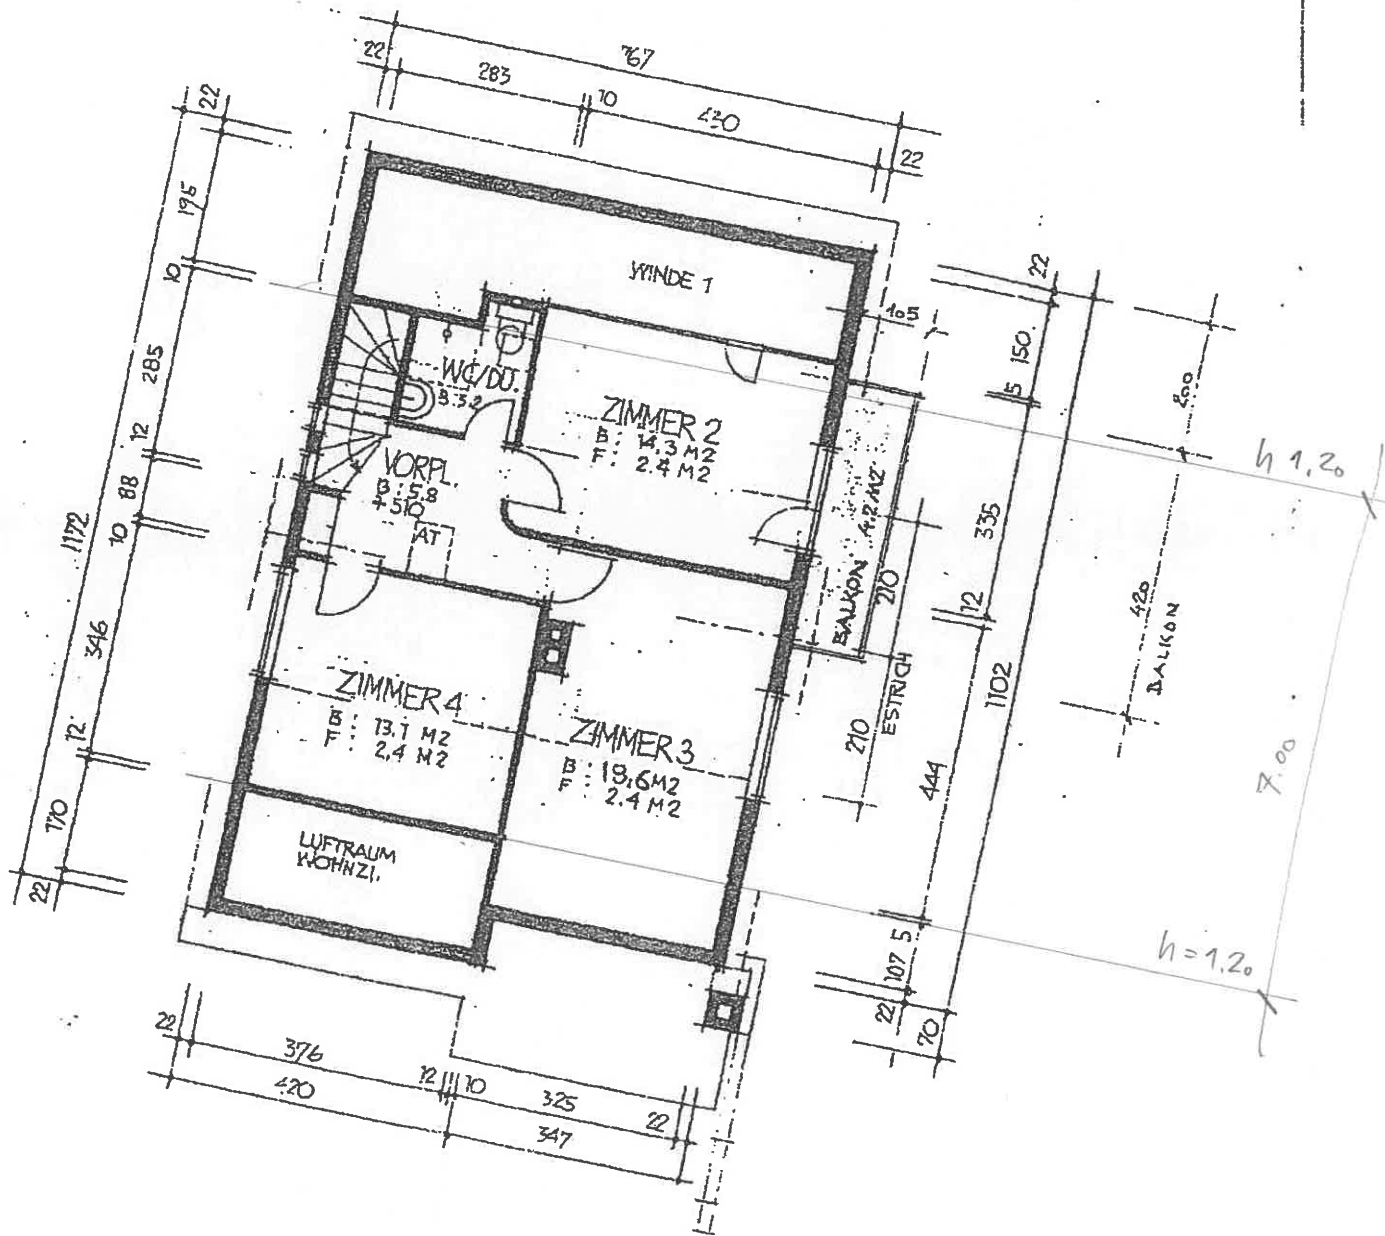 767
22
283
10
430
22
22
195
10
285
12
88
10
1172
346
12
170
22
WINDE 1
105
22
150
5
200
h 1.20
335
12
1102
420
BALKON
7.00
WC/DU.
B:3.2
ZIMMER 2
B: 14.3 M2
F: 2.4 M2
VORPL.
B:5.8
+510
AT
BALKON 4.2 M2
210
ESTRICH
210
ZIMMER 4
B: 13.1 M2
F: 2.4 M2
ZIMMER 3
B: 19.6 M2
F: 2.4 M2
444
LUFTRAUM
WOHNZI.
5
107
22
70
h=1.20
22
376
12
10
325
22
420
347